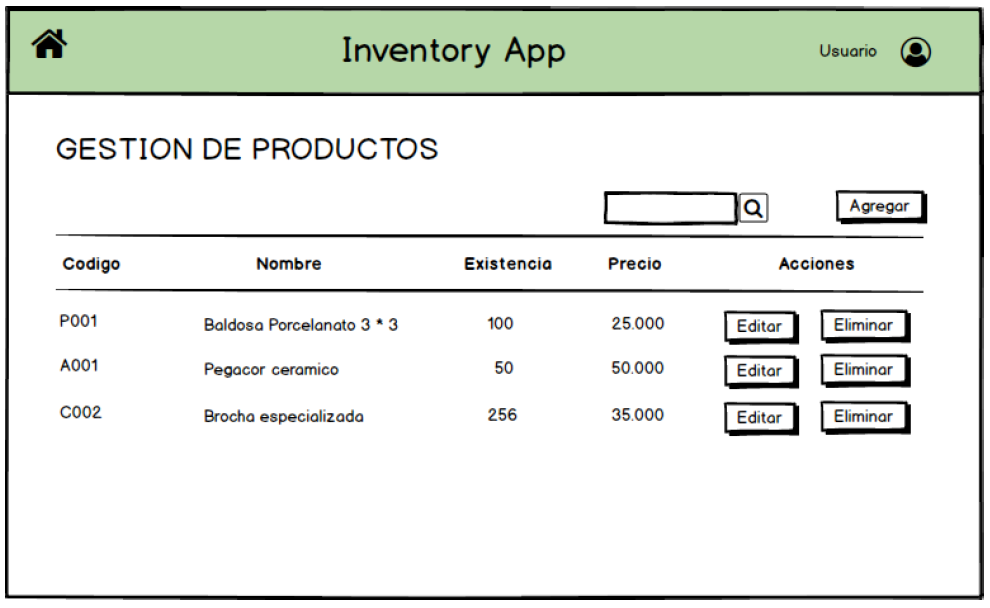 Inventory App
Usuario
GESTION DE PRODUCTOS
Agregar
Codigo Nombre Existencia Precio Acciones
P001 Baldosa Porcelanato 3 * 3 100 25.000 Editar Eliminar
A001 Pegacor ceramico 50 50.000 Editar Eliminar
C002 Brocha especializada 256 35.000 Editar Eliminar